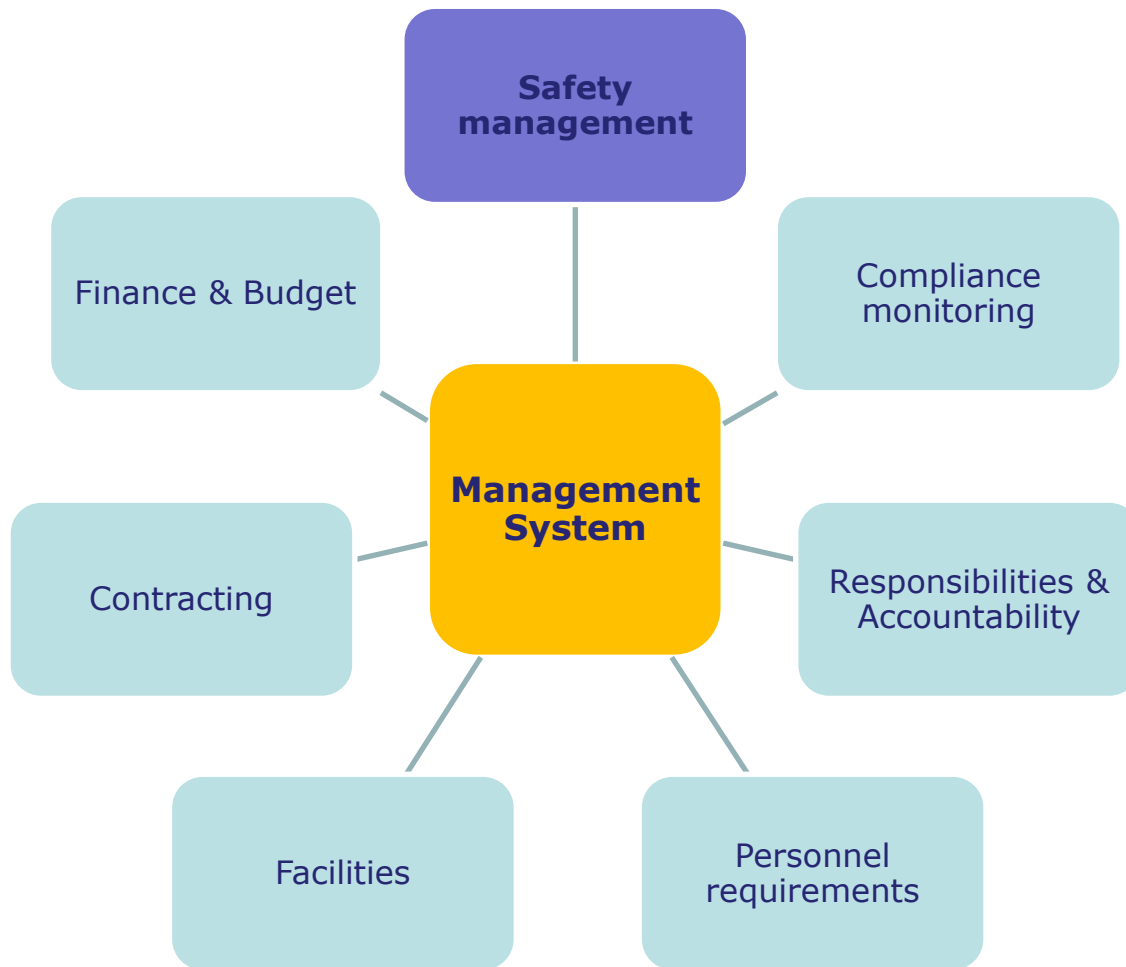 Safety
management
Finance & Budget
Compliance
monitoring
Management
System
Contracting
Responsibilities &
Accountability
Facilities
Personnel
requirements